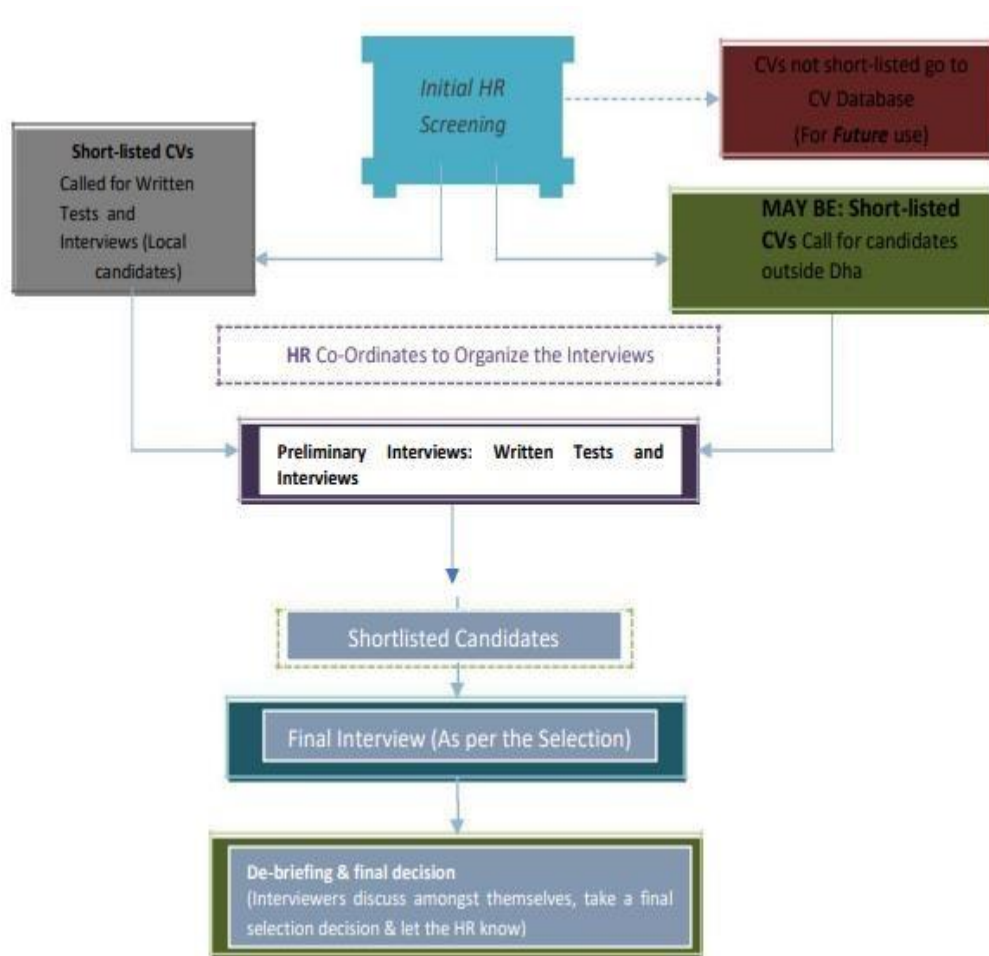 Initial HR
Screening
CVs not short-listed go to
CV Database
(For Future use)
Short-listed CVs
Called for Written
Tests and
Interviews (Local
candidates)
MAY BE: Short-listed
CVs Call for candidates
outside Dha
HR Co-Ordinates to Organize the Interviews
Preliminary Interviews: Written Tests and
Interviews
Shortlisted Candidates
Final Interview (As per the Selection)
De-briefing & final decision
(Interviewers discuss amongst themselves, take a final
selection decision & let the HR know)